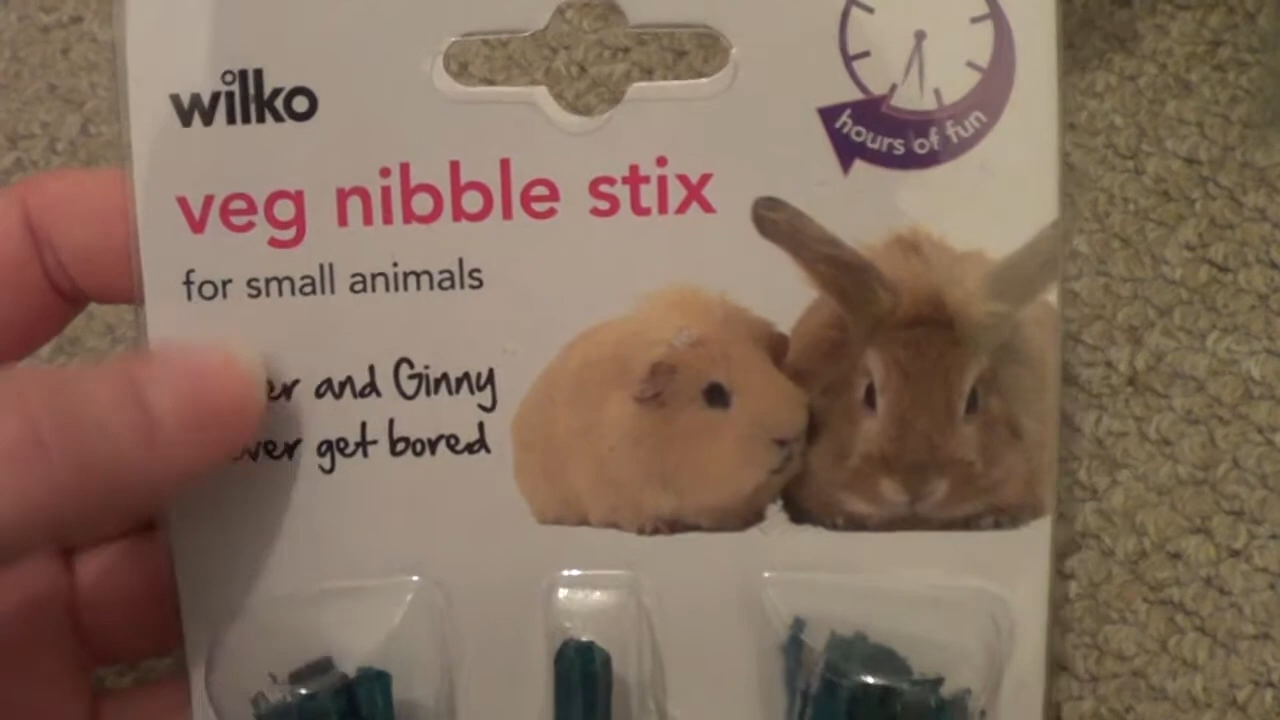 wilko
hours of fun
veg nibble stix
for small animals
and Ginny
get bored